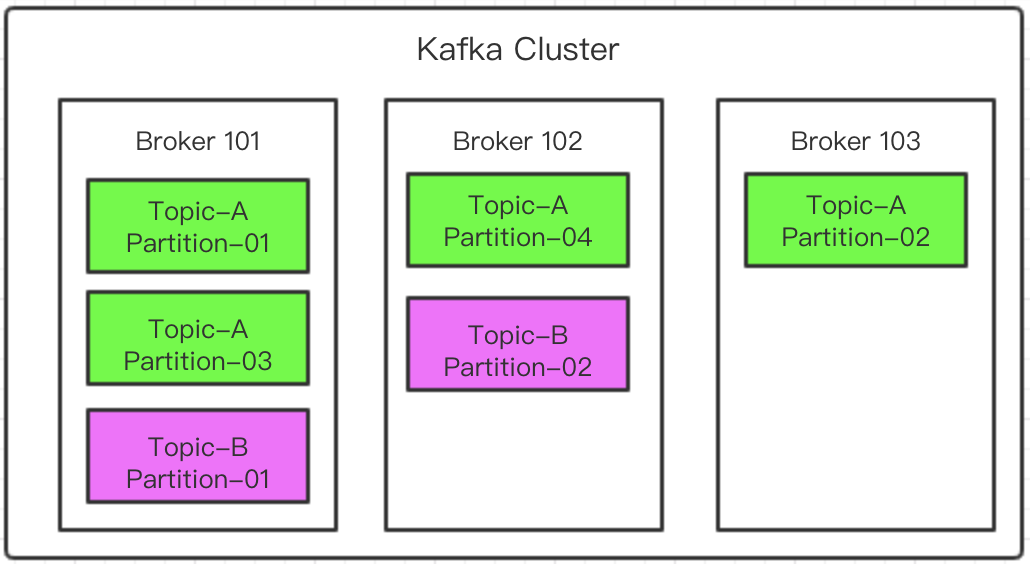 Kafka Cluster
Broker 101
Topic–A
Partition–01
Topic–A
Partition–03
Topic–B
Partition–01
Broker 102
Topic–A
Partition–04
Topic–B
Partition–02
Broker 103
Topic–A
Partition–02